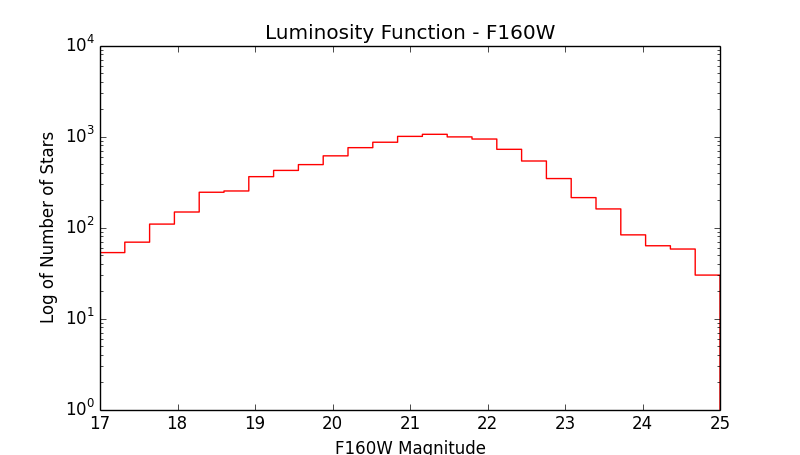 Luminosity Function - F160W
10^4
10^3
10^2
10^1
10^0
Log of Number of Stars
17 18 19 20 21 22 23 24 25
F160W Magnitude